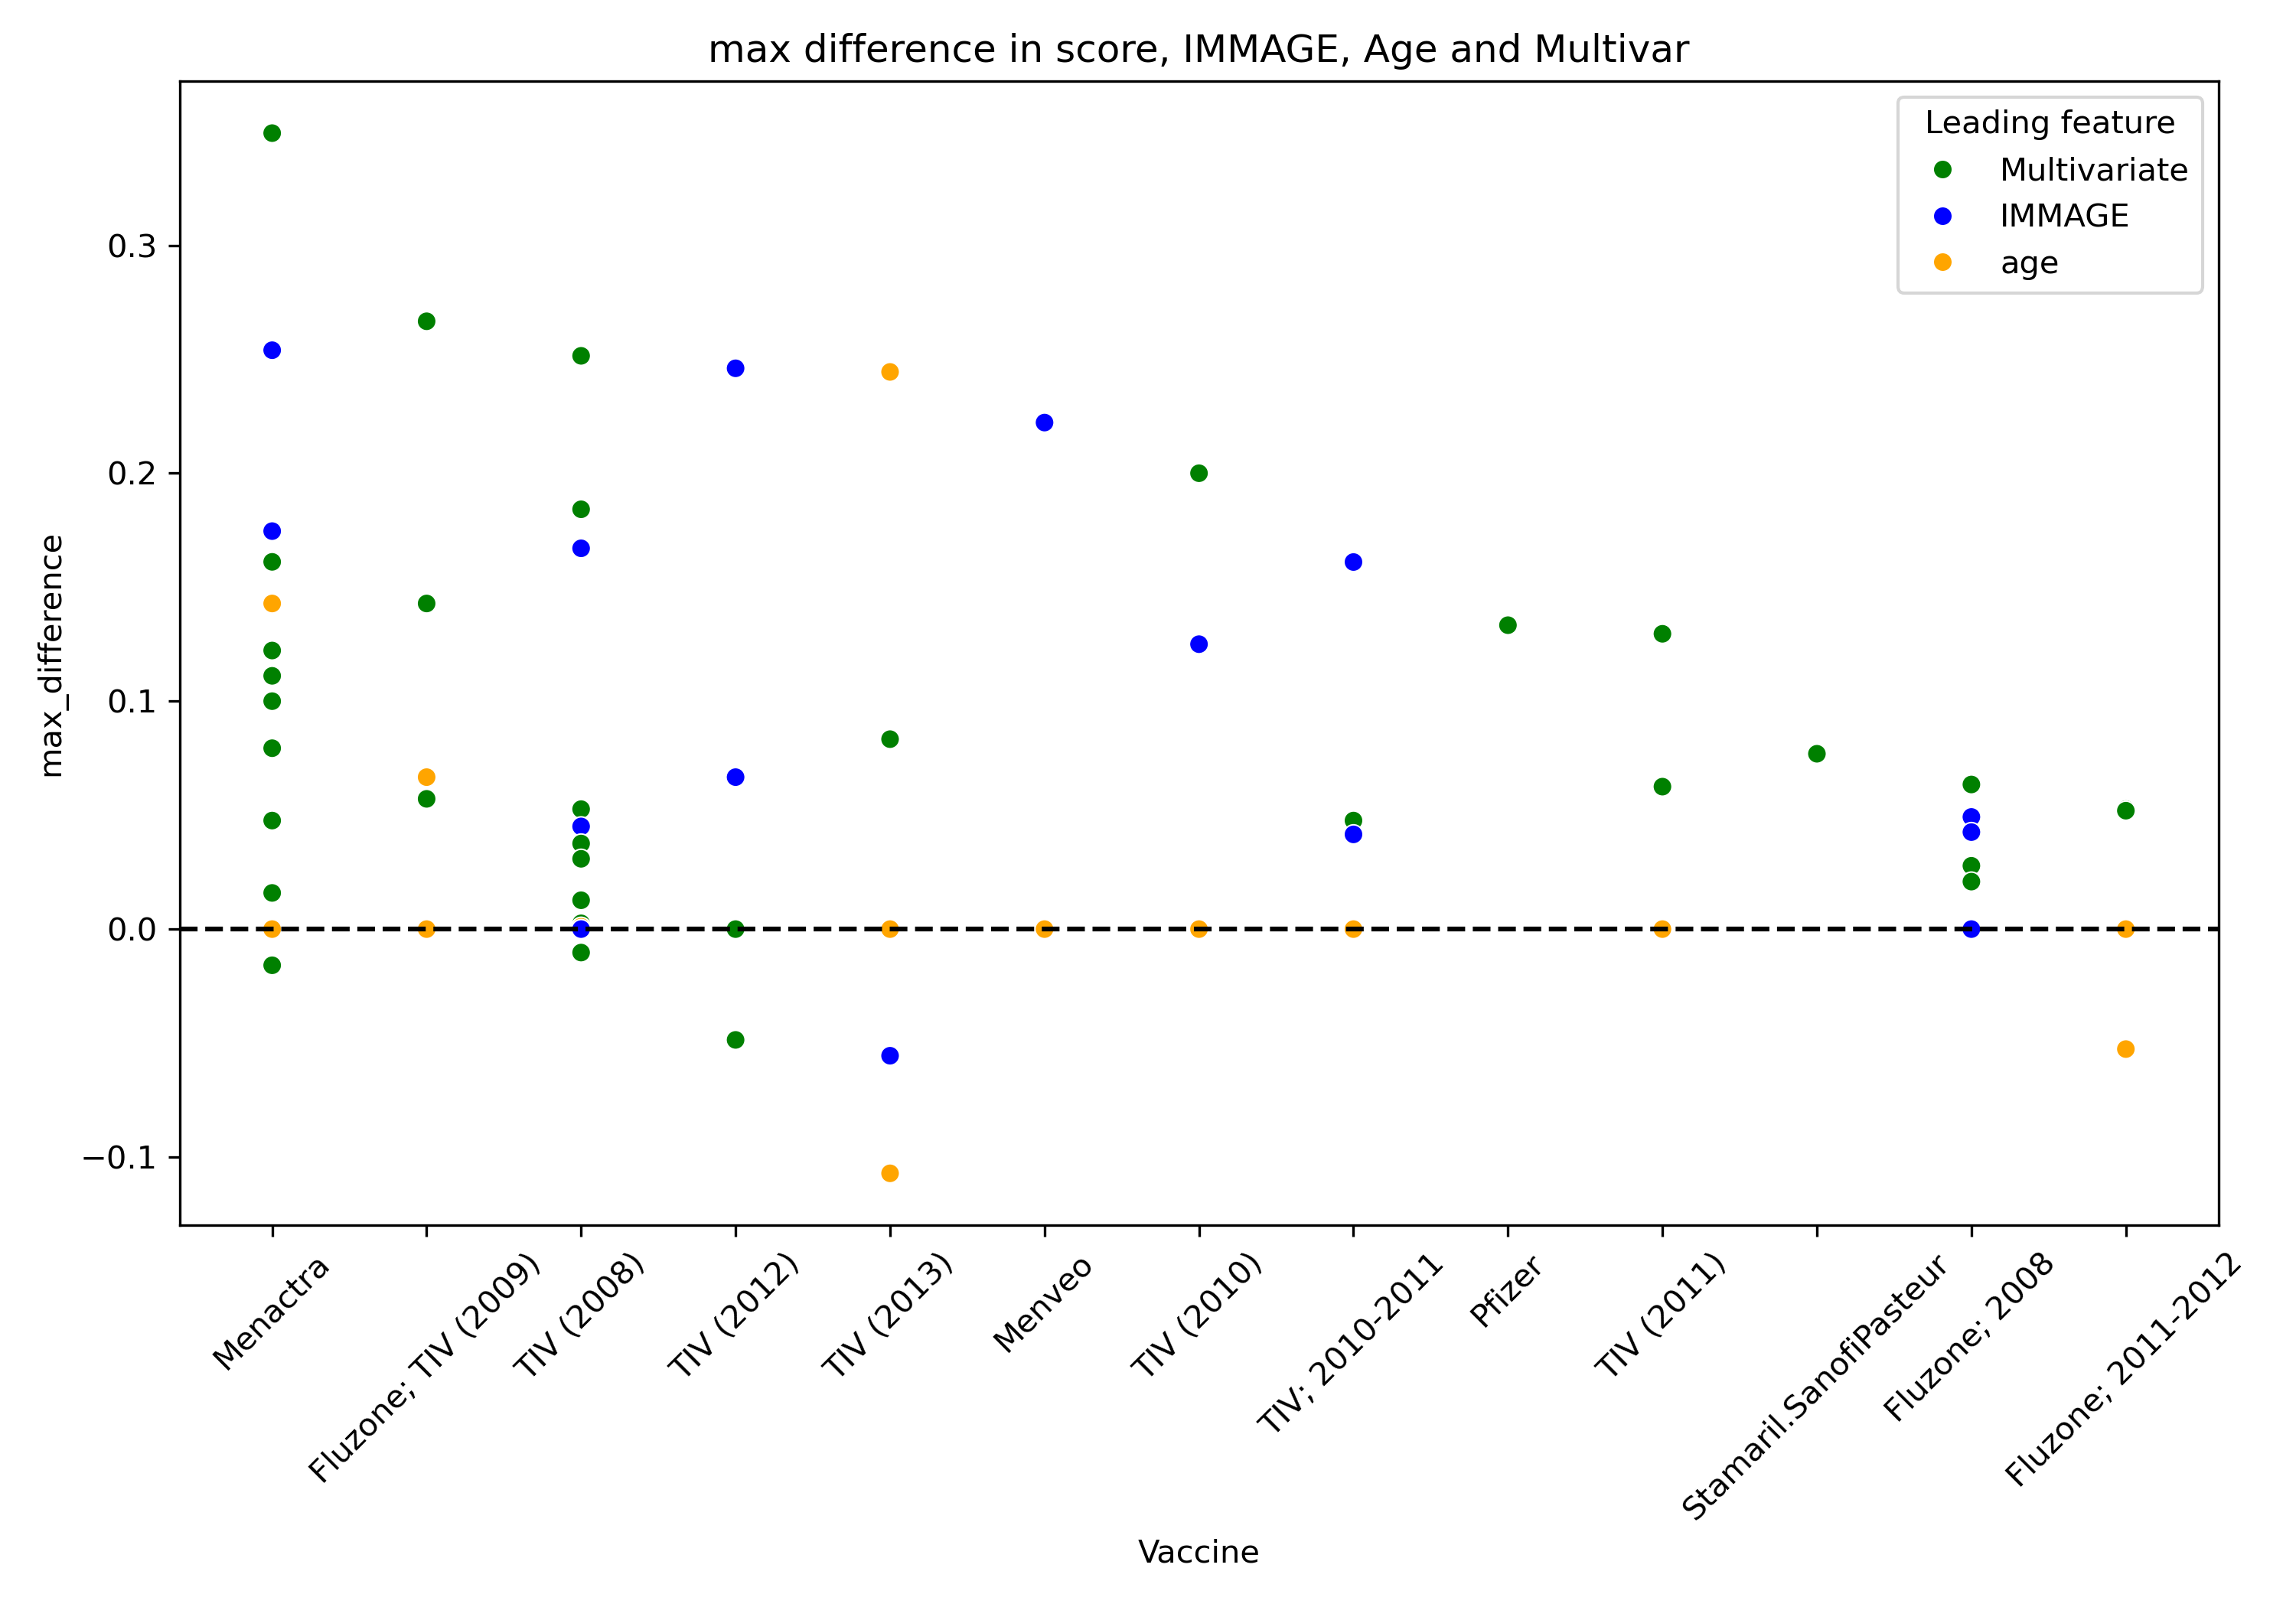 max difference in score, IMMAGE, Age and Multivar
Leading feature
Multivariate
IMMAGE
age
max_difference
0.3
0.2
0.1
0.0
−0.1
Menactra
Fluzone; TIV (2009)
TIV (2008)
TIV (2012)
TIV (2013)
Menveo
TIV (2010)
TIV; 2010-2011
Pfizer
TIV (2011)
Stamaril.SanofiPasteur
Fluzone; 2008
Fluzone; 2011-2012
Vaccine